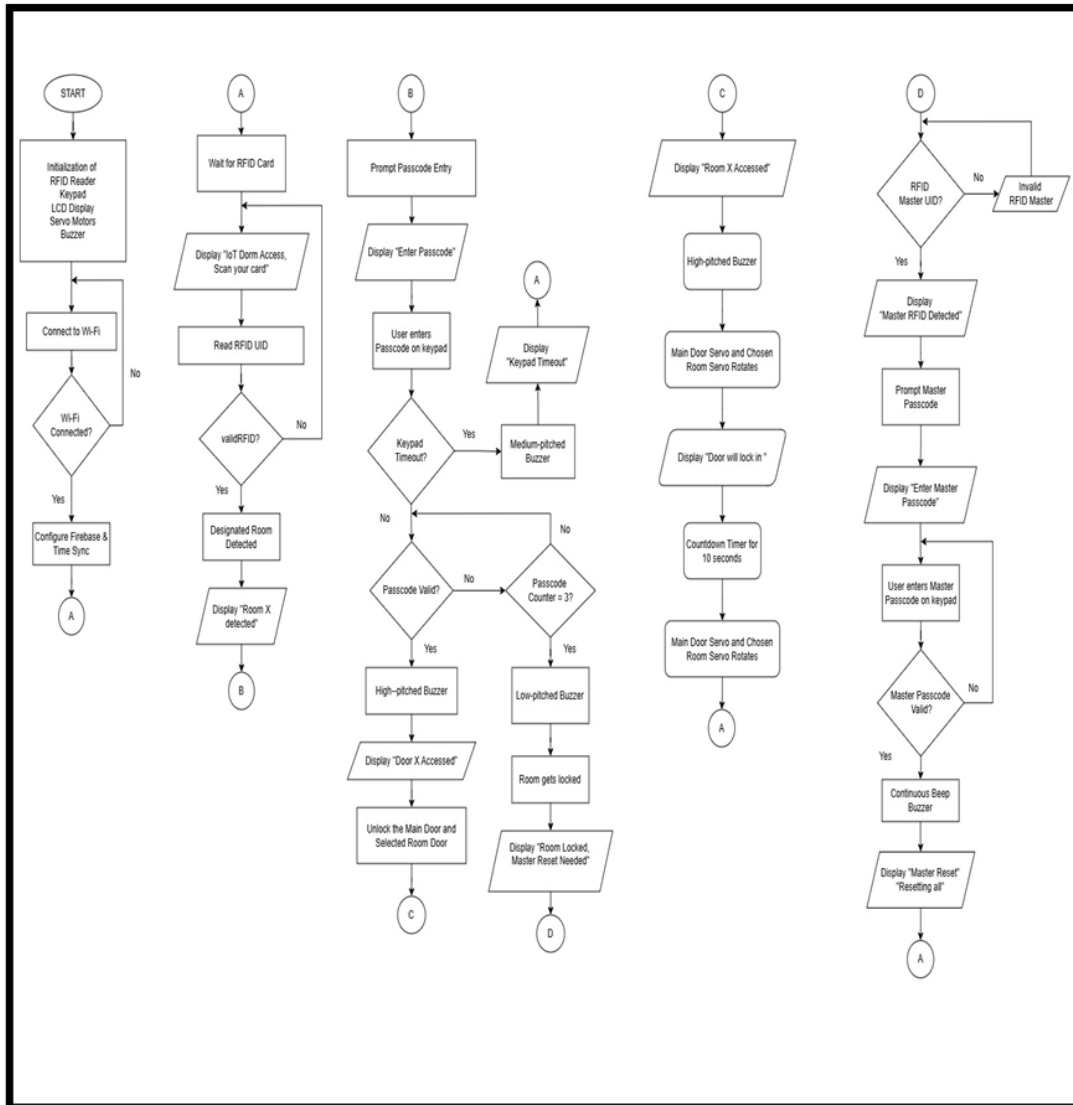 START
Initialization of
RFID Reader
Keypad
LCD Display
Servo Motors
Buzzer
Connect to Wi-Fi
No
Wi-Fi
Connected?
Yes
Configure Firebase &
Time Sync
A
A
Wait for RFID Card
Display "IoT Dorm Access,
Scan your card"
Read RFID UID
validRFID?
No
Yes
Designated Room
Detected
Display "Room X
detected"
B
B
Prompt Passcode Entry
Display "Enter Passcode"
User enters
Passcode on keypad
Keypad
Timeout?
Yes
Medium-pitched
Buzzer
Display
"Keypad Timeout"
A
No
Passcode Valid?
No
Passcode
Counter = 3?
No
Yes
High--pitched Buzzer
Display "Door X Accessed"
Unlock the Main Door and
Selected Room Door
C
Yes
Low-pitched Buzzer
Room gets locked
Display "Room Locked,
Master Reset Needed"
D
C
Display "Room X Accessed"
High-pitched Buzzer
Main Door Servo and Chosen
Room Servo Rotates
Display "Door will lock in "
Countdown Timer for
10 seconds
Main Door Servo and Chosen
Room Servo Rotates
A
D
RFID
Master UID?
No
Invalid
RFID Master
Yes
Display
"Master RFID Detected"
Prompt Master
Passcode
Display "Enter Master
Passcode"
User enters Master
Passcode on keypad
Master Passcode
Valid?
No
Yes
Continuous Beep
Buzzer
Display "Master Reset"
"Resetting all"
A